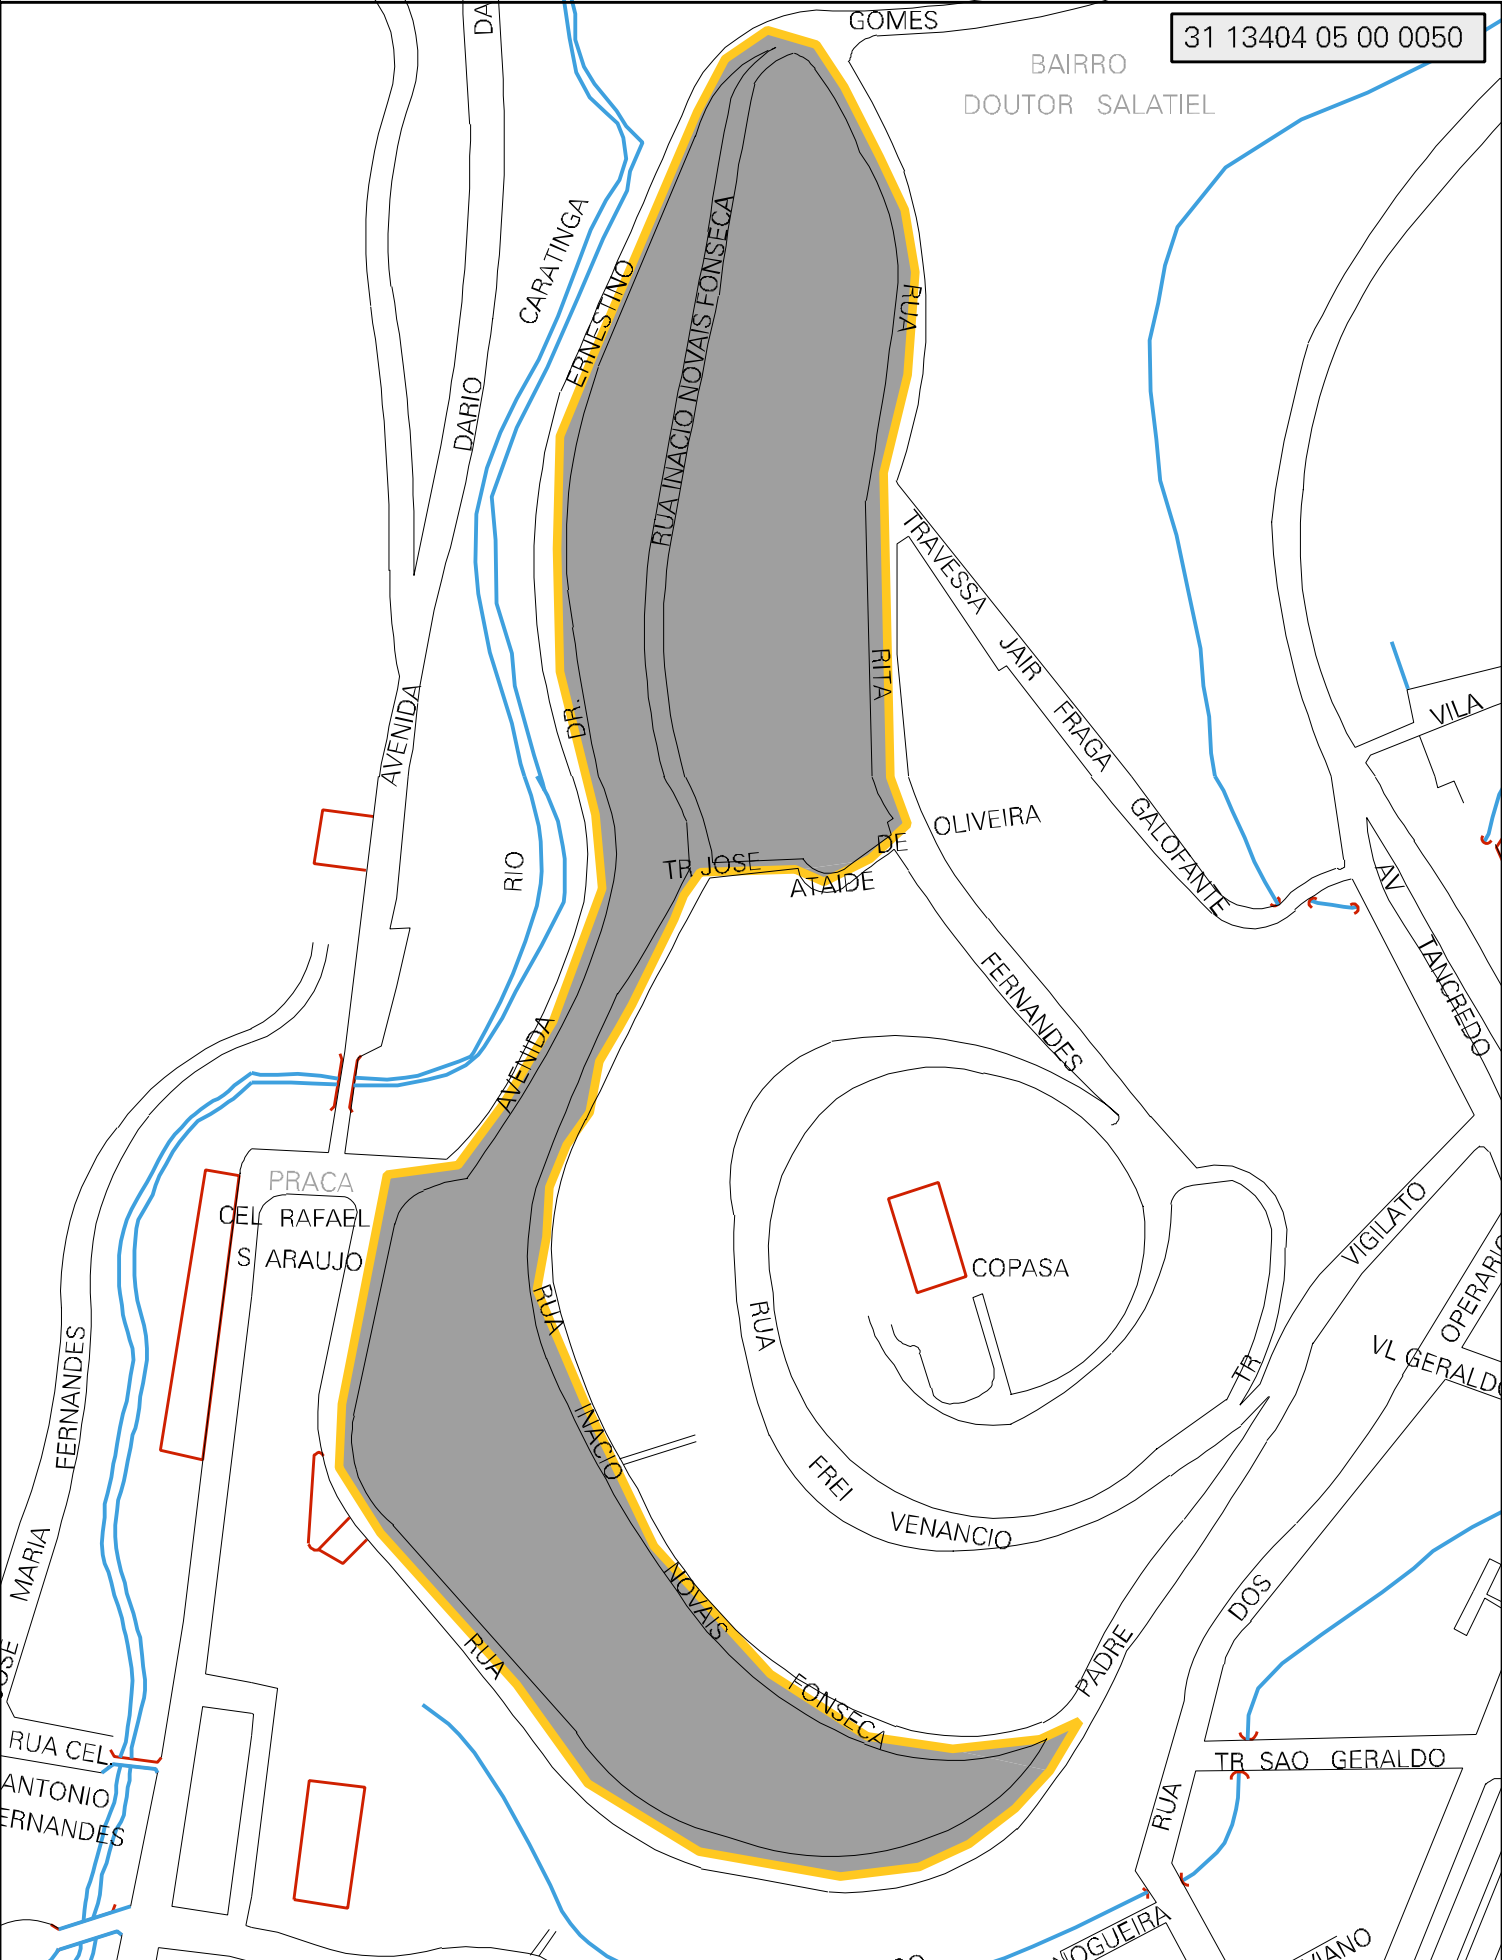 GOMES
31 13404 05 00 0050
BAIRRO
DOUTOR SALATIEL
DA
CARATINGA
ERNESTINO
RUA INACIO NOVAIS FONSECA
RUA
DARIO
TRAVESSA JAIR FRAGA GALOFANTE
RITA
AVENIDA
DR.
VILA
RIO
TR JOSE
ATAIDE
DE
OLIVEIRA
AV
TANCREDO
FERNANDES
AVENIDA
PRACA
CEL RAFAEL
S ARAUJO
COPASA
VIGILATO
OPERARIO
RUA
RUA
TR
VL GERALDO
FERNANDES
MARIA
INACIO
FREI
VENANCIO
NOVAIS
DOS
RUA
FONSECA
PADRE
RUA CEL.
ANTONIO
ERNANDES
TR SAO GERALDO
RUA
NOGUEIRA
VIANO